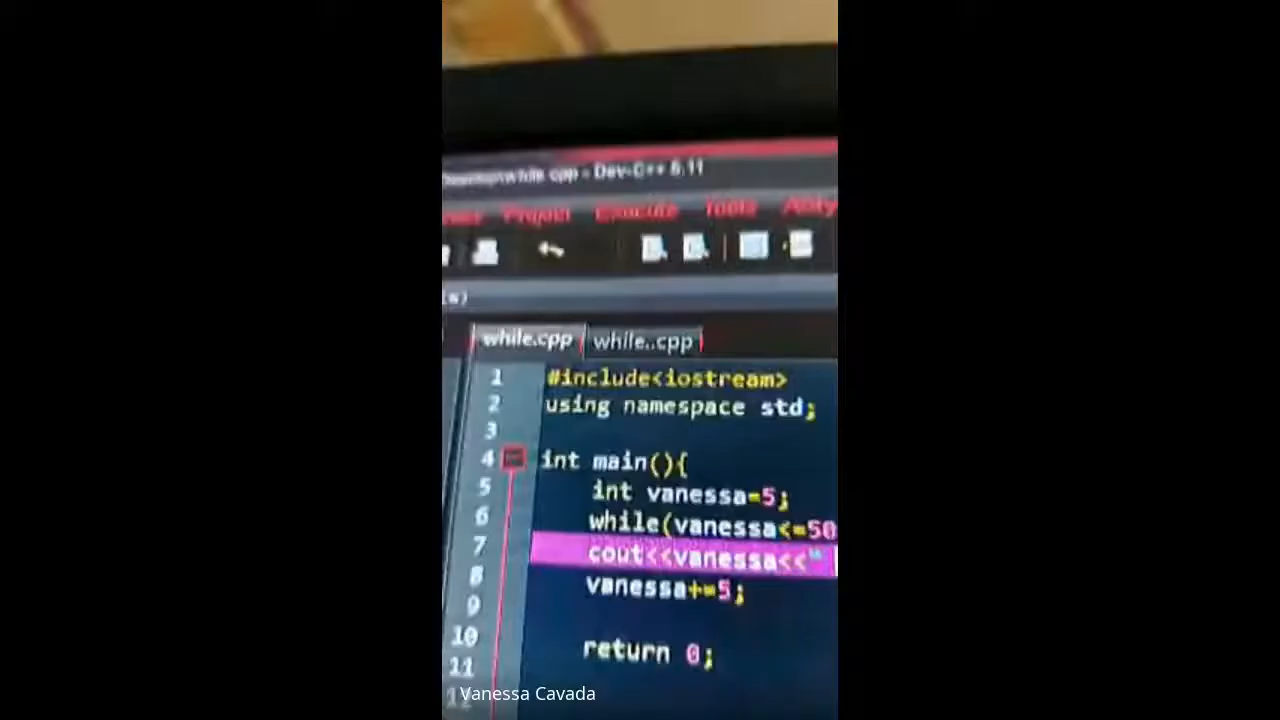 while.cpp - Dev-C++ 5.11
Project Execute Tools
while.cpp while..cpp
1 #include<iostream>
2 using namespace std;
3
4 int main(){
5 int vanessa=5;
6 while(vanessa<=50
7 cout<<vanessa<<"
8 vanessa+=5;
9
10 return 0;
11
12
Vanessa Cavada